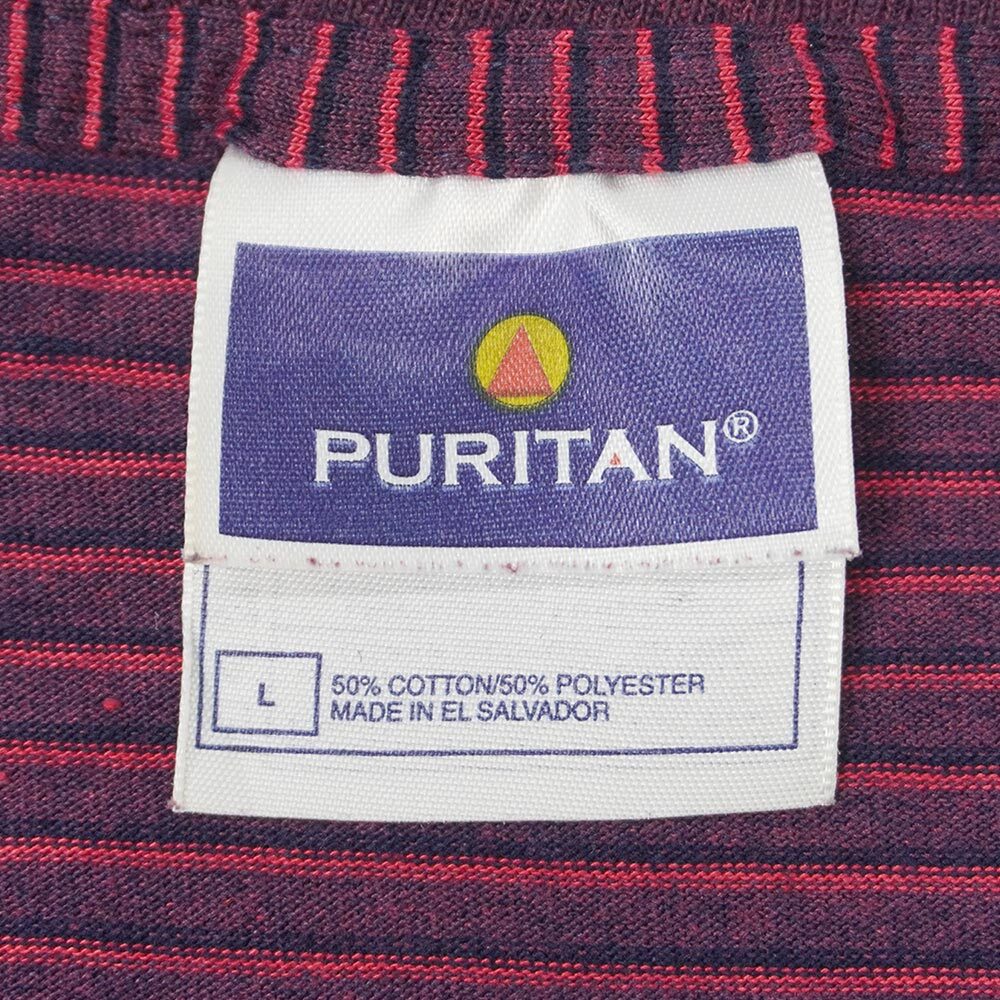 PURITAN®
L
50% COTTON/50% POLYESTER
MADE IN EL SALVADOR